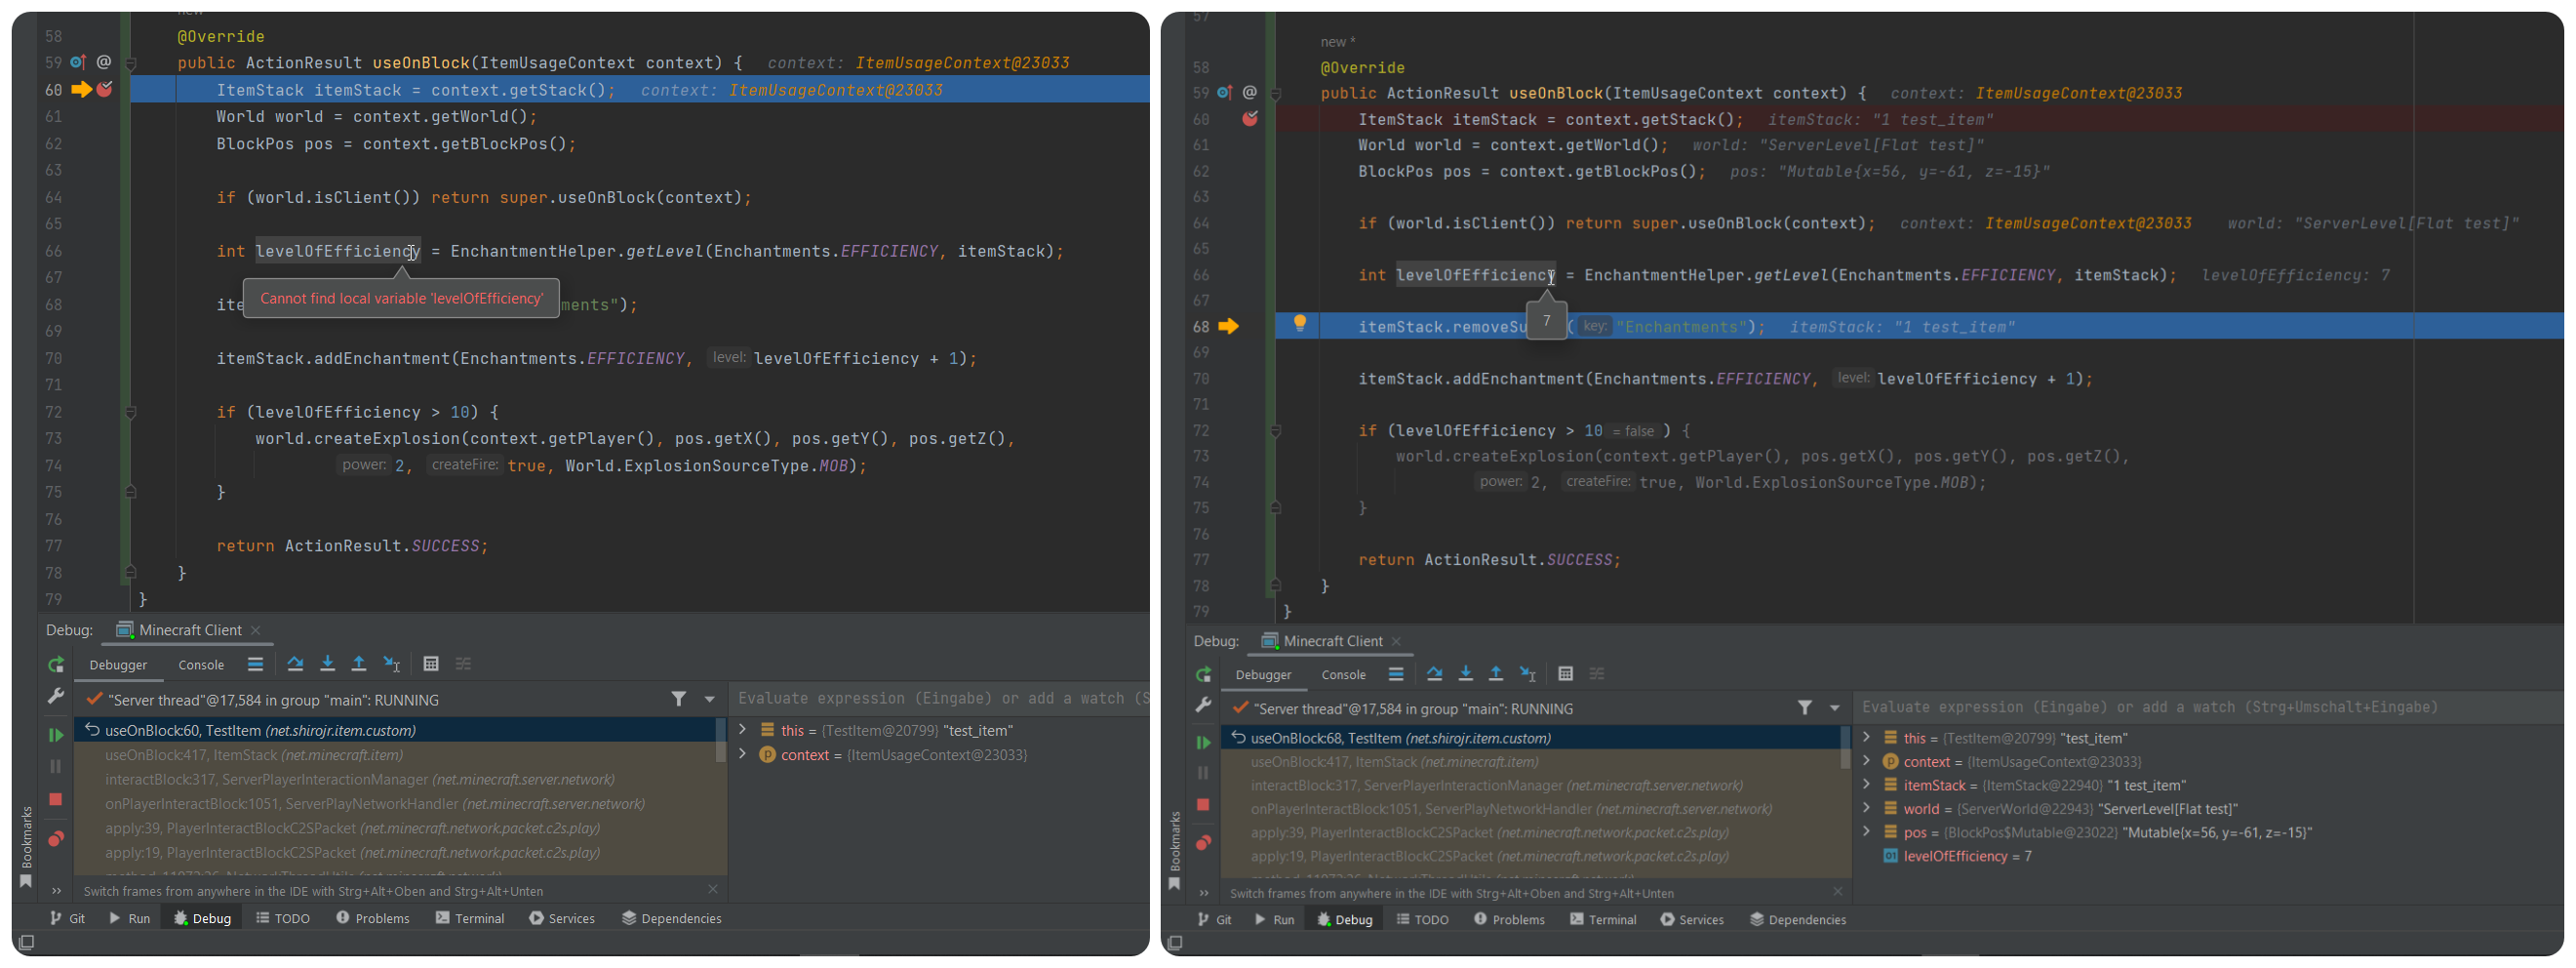 58
@Override
59 @ public ActionResult useOnBlock(ItemUsageContext context) { context: ItemUsageContext@23033
60 ItemStack itemStack = context.getStack(); context: ItemUsageContext@23033
61 World world = context.getWorld();
62 BlockPos pos = context.getBlockPos();
63
64 if (world.isClient()) return super.useOnBlock(context);
65
66 int levelOfEfficiency = EnchantmentHelper.getLevel(Enchantments.EFFICIENCY, itemStack);
67
Cannot find local variable 'levelOfEfficiency'
68 ite ments");
69
70 itemStack.addEnchantment(Enchantments.EFFICIENCY, level: levelOfEfficiency + 1);
71
72 if (levelOfEfficiency > 10) {
73 world.createExplosion(context.getPlayer(), pos.getX(), pos.getY(), pos.getZ(),
74 power: 2, createFire: true, World.ExplosionSourceType.MOB);
75 }
76
77 return ActionResult.SUCCESS;
78 }
79 }
Debug: Minecraft Client
Debugger Console
"Server thread"@17,584 in group "main": RUNNING
Evaluate expression (Eingabe) or add a watch (S
useOnBlock:60, TestItem (net.shirojr.item.custom)
useOnBlock:417, ItemStack (net.minecraft.item)
interactBlock:317, ServerPlayerInteractionManager (net.minecraft.server.network)
onPlayerInteractBlock:1051, ServerPlayNetworkHandler (net.minecraft.server.network)
apply:39, PlayerInteractBlockC2SPacket (net.minecraft.network.packet.c2s.play)
apply:19, PlayerInteractBlockC2SPacket (net.minecraft.network.packet.c2s.play)
this = {TestItem@20799} "test_item"
context = {ItemUsageContext@23033}
Switch frames from anywhere in the IDE with Strg+Alt+Oben and Strg+Alt+Unten
Bookmarks
Git Run Debug TODO Problems Terminal Services Dependencies
57
new *
58 @Override
59 @ public ActionResult useOnBlock(ItemUsageContext context) { context: ItemUsageContext@23033
60 ItemStack itemStack = context.getStack(); itemStack: "1 test_item"
61 World world = context.getWorld(); world: "ServerLevel[Flat test]"
62 BlockPos pos = context.getBlockPos(); pos: "Mutable{x=56, y=-61, z=-15}"
63
64 if (world.isClient()) return super.useOnBlock(context); context: ItemUsageContext@23033 world: "ServerLevel[Flat test]"
65
66 int levelOfEfficiency = EnchantmentHelper.getLevel(Enchantments.EFFICIENCY, itemStack); levelOfEfficiency: 7
67
7
68 itemStack.removeSu ( key: "Enchantments"); itemStack: "1 test_item"
69
70 itemStack.addEnchantment(Enchantments.EFFICIENCY, level: levelOfEfficiency + 1);
71
72 if (levelOfEfficiency > 10 = false ) {
73 world.createExplosion(context.getPlayer(), pos.getX(), pos.getY(), pos.getZ(),
74 power: 2, createFire: true, World.ExplosionSourceType.MOB);
75 }
76
77 return ActionResult.SUCCESS;
78 }
79 }
Debug: Minecraft Client
Debugger Console
"Server thread"@17,584 in group "main": RUNNING
Evaluate expression (Eingabe) or add a watch (Strg+Umschalt+Eingabe)
useOnBlock:68, TestItem (net.shirojr.item.custom)
useOnBlock:417, ItemStack (net.minecraft.item)
interactBlock:317, ServerPlayerInteractionManager (net.minecraft.server.network)
onPlayerInteractBlock:1051, ServerPlayNetworkHandler (net.minecraft.server.network)
apply:39, PlayerInteractBlockC2SPacket (net.minecraft.network.packet.c2s.play)
apply:19, PlayerInteractBlockC2SPacket (net.minecraft.network.packet.c2s.play)
this = {TestItem@20799} "test_item"
context = {ItemUsageContext@23033}
itemStack = {ItemStack@22940} "1 test_item"
world = {ServerWorld@22943} "ServerLevel[Flat test]"
pos = {BlockPos$Mutable@23022} "Mutable{x=56, y=-61, z=-15}"
levelOfEfficiency = 7
Switch frames from anywhere in the IDE with Strg+Alt+Oben and Strg+Alt+Unten
Bookmarks
Git Run Debug TODO Problems Terminal Services Dependencies